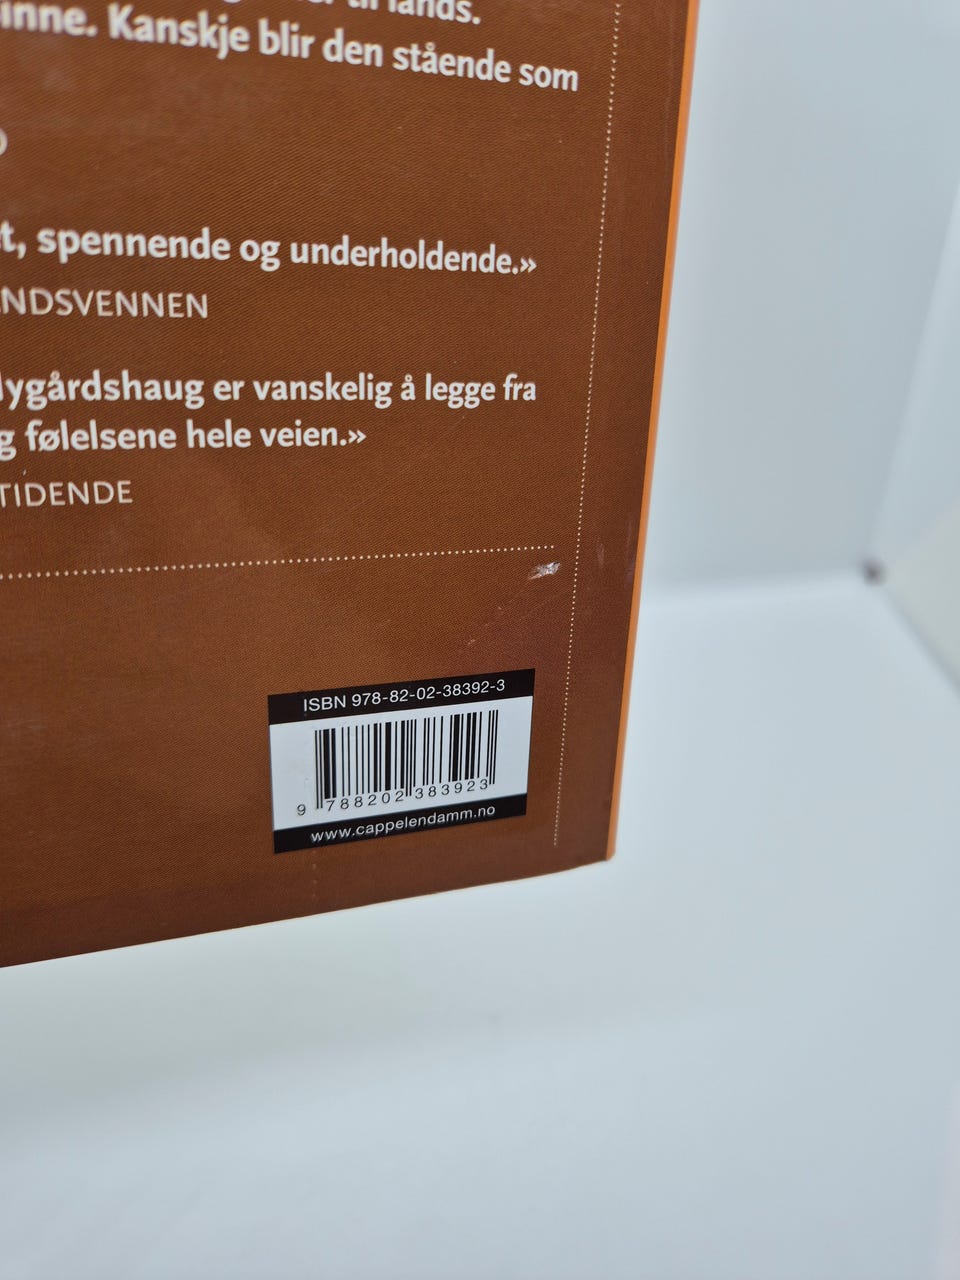 lands.
inne. Kanskje blir den stående som
t, spennende og underholdende.»
NDSVENNEN
lygårdshaug er vanskelig å legge fra
g følelsene hele veien.»
TIDENDE
ISBN 978-82-02-38392-3
9 788202 383923
www.cappelendamm.no